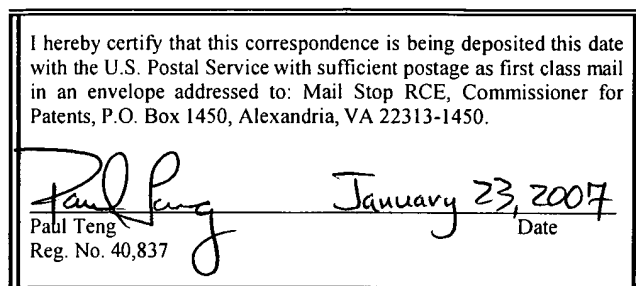 I hereby certify that this correspondence is being deposited this date
with the U.S. Postal Service with sufficient postage as first class mail
in an envelope addressed to: Mail Stop RCE, Commissioner for
Patents, P.O. Box 1450, Alexandria, VA 22313-1450.
Paul Teng January 23, 2007
Paul Teng Date
Reg. No. 40,837